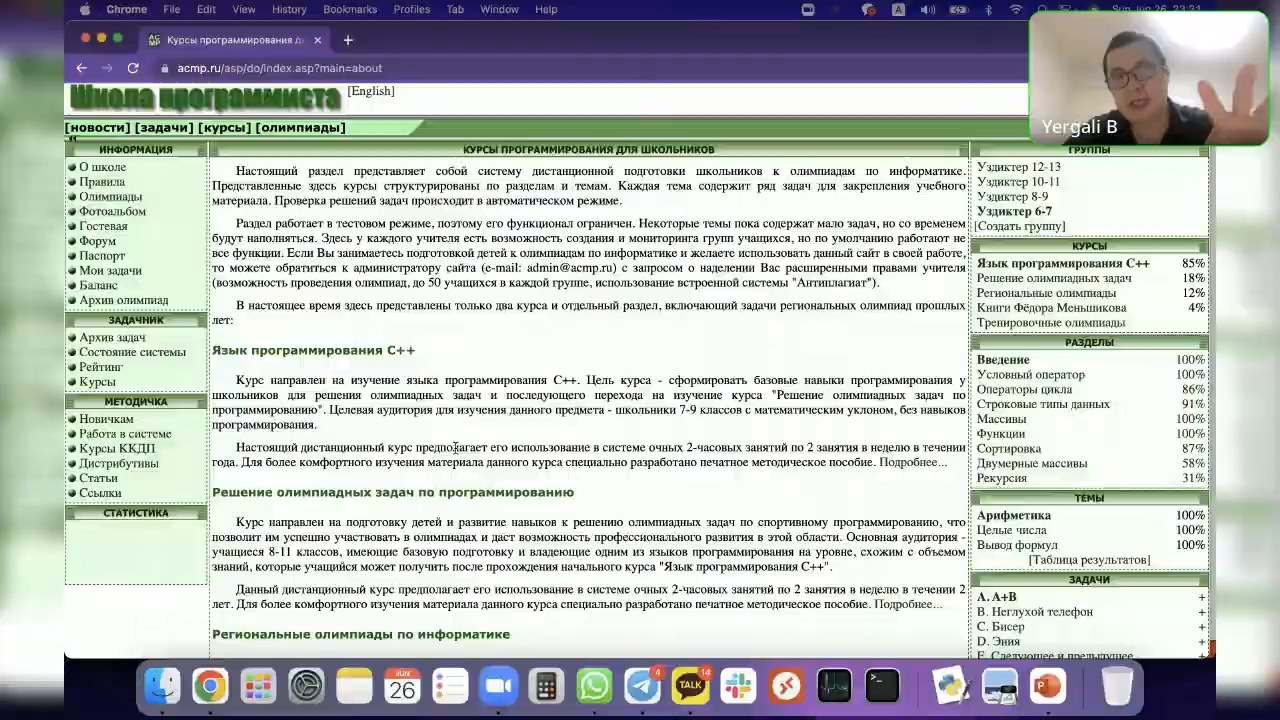 Chrome File Edit View History Bookmarks Profiles Tab Window Help
Sun Jun 26 23:31
Курсы программирования д
acmp.ru/asp/do/index.asp?main=about
Yergali B
Школа программиста [English]
[новости] [задачи] [курсы] [олимпиады]
ИНФОРМАЦИЯ
О школе
Правила
Олимпиады
Фотоальбом
Гостевая
Форум
Паспорт
Мои задачи
Баланс
Архив олимпиад
ЗАДАЧНИК
Архив задач
Состояние системы
Рейтинг
Курсы
МЕТОДИЧКА
Новичкам
Работа в системе
Курсы ККДП
Дистрибутивы
Статьи
Ссылки
СТАТИСТИКА
КУРСЫ ПРОГРАММИРОВАНИЯ ДЛЯ ШКОЛЬНИКОВ
Настоящий раздел представляет собой систему дистанционной подготовки школьников к олимпиадам по информатике.
Представленные здесь курсы структурированы по разделам и темам. Каждая тема содержит ряд задач для закрепления учебного
материала. Проверка решений задач происходит в автоматическом режиме.
Раздел работает в тестовом режиме, поэтому его функционал ограничен. Некоторые темы пока содержат мало задач, но со временем
будут наполняться. Здесь у каждого учителя есть возможность создания и мониторинга групп учащихся, но по умолчанию работают не
все функции. Если Вы занимаетесь подготовкой детей к олимпиадам по информатике и желаете использовать данный сайт в своей работе,
то можете обратиться к администратору сайта (e-mail: admin@acmp.ru) с запросом о наделении Вас расширенными правами учителя
(возможность проведения олимпиад, до 50 учащихся в каждой группе, использование встроенной системы "Антиплагиат").
В настоящее время здесь представлены только два курса и отдельный раздел, включающий задачи региональных олимпиад прошлых
лет:
Язык программирования C++
Курс направлен на изучение языка программирования C++. Цель курса - сформировать базовые навыки программирования у
школьников для решения олимпиадных задач и последующего перехода на изучение курса "Решение олимпиадных задач по
программированию". Целевая аудитория для изучения данного предмета - школьники 7-9 классов с математическим уклоном, без навыков
программирования.
Настоящий дистанционный курс предполагает его использование в системе очных 2-часовых занятий по 2 занятия в неделю в течении
года. Для более комфортного изучения материала данного курса специально разработано печатное методическое пособие. Подробнее...
Решение олимпиадных задач по программированию
Курс направлен на подготовку детей и развитие навыков к решению олимпиадных задач по спортивному программированию, что
позволит им успешно участвовать в олимпиадах и даст возможность профессионального развития в этой области. Основная аудитория -
учащиеся 8-11 классов, имеющие базовую подготовку и владеющие одним из языков программирования на уровне, схожим с объемом
знаний, которые учащийся может получить после прохождения начального курса "Язык программирования C++".
Данный дистанционный курс предполагает его использование в системе очных 2-часовых занятий по 2 занятия в неделю в течении 2
лет. Для более комфортного изучения материала данного курса специально разработано печатное методическое пособие. Подробнее...
Региональные олимпиады по информатике
ГРУППЫ
Уздиктер 12-13
Уздиктер 10-11
Уздиктер 8-9
Уздиктер 6-7
[Создать группу]
КУРСЫ
Язык программирования C++ 85%
Решение олимпиадных задач 18%
Региональные олимпиады 12%
Книги Фёдора Меньшикова 4%
Тренировочные олимпиады
РАЗДЕЛЫ
Введение 100%
Условный оператор 100%
Операторы цикла 86%
Строковые типы данных 91%
Массивы 100%
Функции 100%
Сортировка 87%
Двумерные массивы 58%
Рекурсия 31%
ТЕМЫ
Арифметика 100%
Целые числа 100%
Вывод формул 100%
[Таблица результатов]
ЗАДАЧИ
A. A+B +
B. Неглухой телефон +
C. Бисер +
D. Эния +
E. Следующее и предыдущее +
JUN
26
4
TALK
14